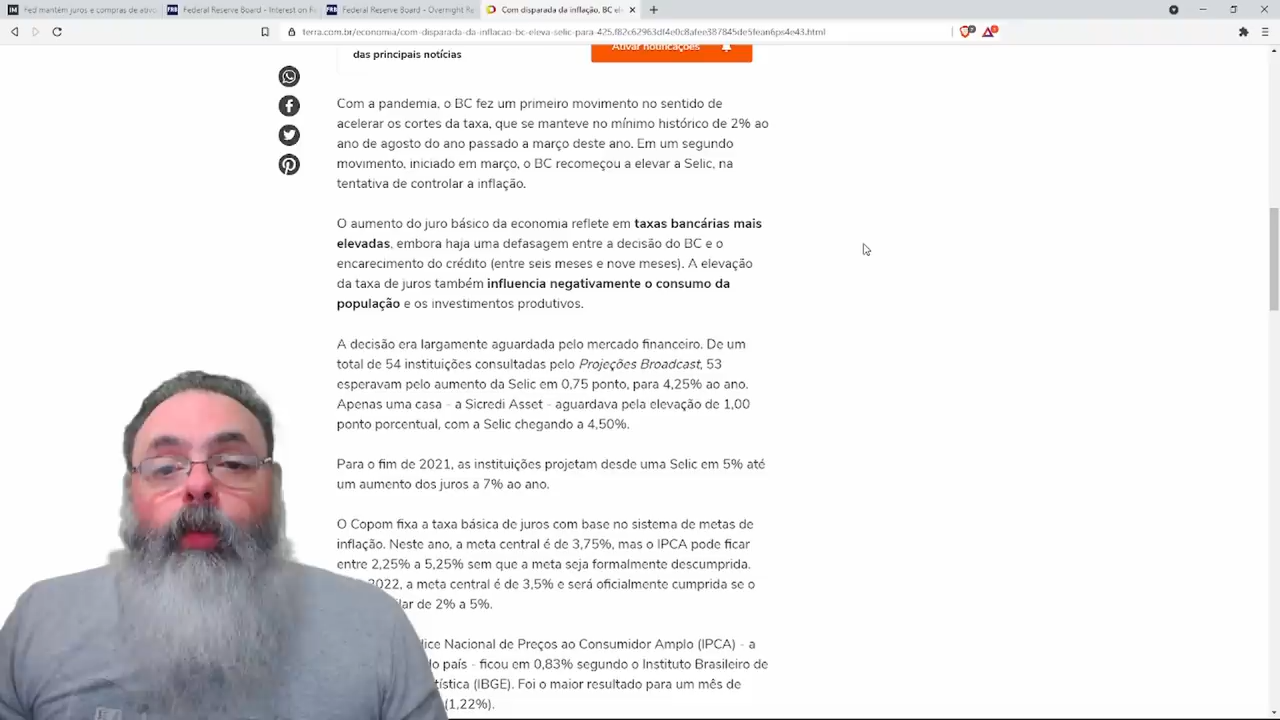 Fed mantém juros e compras de ativo
Federal Reserve Board - Interest on R
Federal Reserve Board - Overnight Re
Com disparada da inflação, BC el
terra.com.br/economia/com-disparada-da-inflacao-bc-eleva-selic-para-425,f82c62963df4e0c8afee387845de5fean6ps4e43.html
das principais notícias
Ativar notificações
Com a pandemia, o BC fez um primeiro movimento no sentido de
acelerar os cortes da taxa, que se manteve no mínimo histórico de 2% ao
ano de agosto do ano passado a março deste ano. Em um segundo
movimento, iniciado em março, o BC recomeçou a elevar a Selic, na
tentativa de controlar a inflação.
O aumento do juro básico da economia reflete em taxas bancárias mais
elevadas, embora haja uma defasagem entre a decisão do BC e o
encarecimento do crédito (entre seis meses e nove meses). A elevação
da taxa de juros também influencia negativamente o consumo da
população e os investimentos produtivos.
A decisão era largamente aguardada pelo mercado financeiro. De um
total de 54 instituições consultadas pelo Projeções Broadcast, 53
esperavam pelo aumento da Selic em 0,75 ponto, para 4,25% ao ano.
Apenas uma casa - a Sicredi Asset - aguardava pela elevação de 1,00
ponto porcentual, com a Selic chegando a 4,50%.
Para o fim de 2021, as instituições projetam desde uma Selic em 5% até
um aumento dos juros a 7% ao ano.
O Copom fixa a taxa básica de juros com base no sistema de metas de
inflação. Neste ano, a meta central é de 3,75%, mas o IPCA pode ficar
entre 2,25% a 5,25% sem que a meta seja formalmente descumprida.
2022, a meta central é de 3,5% e será oficialmente cumprida se o
ilar de 2% a 5%.
lice Nacional de Preços ao Consumidor Amplo (IPCA) - a
lo país - ficou em 0,83% segundo o Instituto Brasileiro de
tística (IBGE). Foi o maior resultado para um mês de
(1,22%).